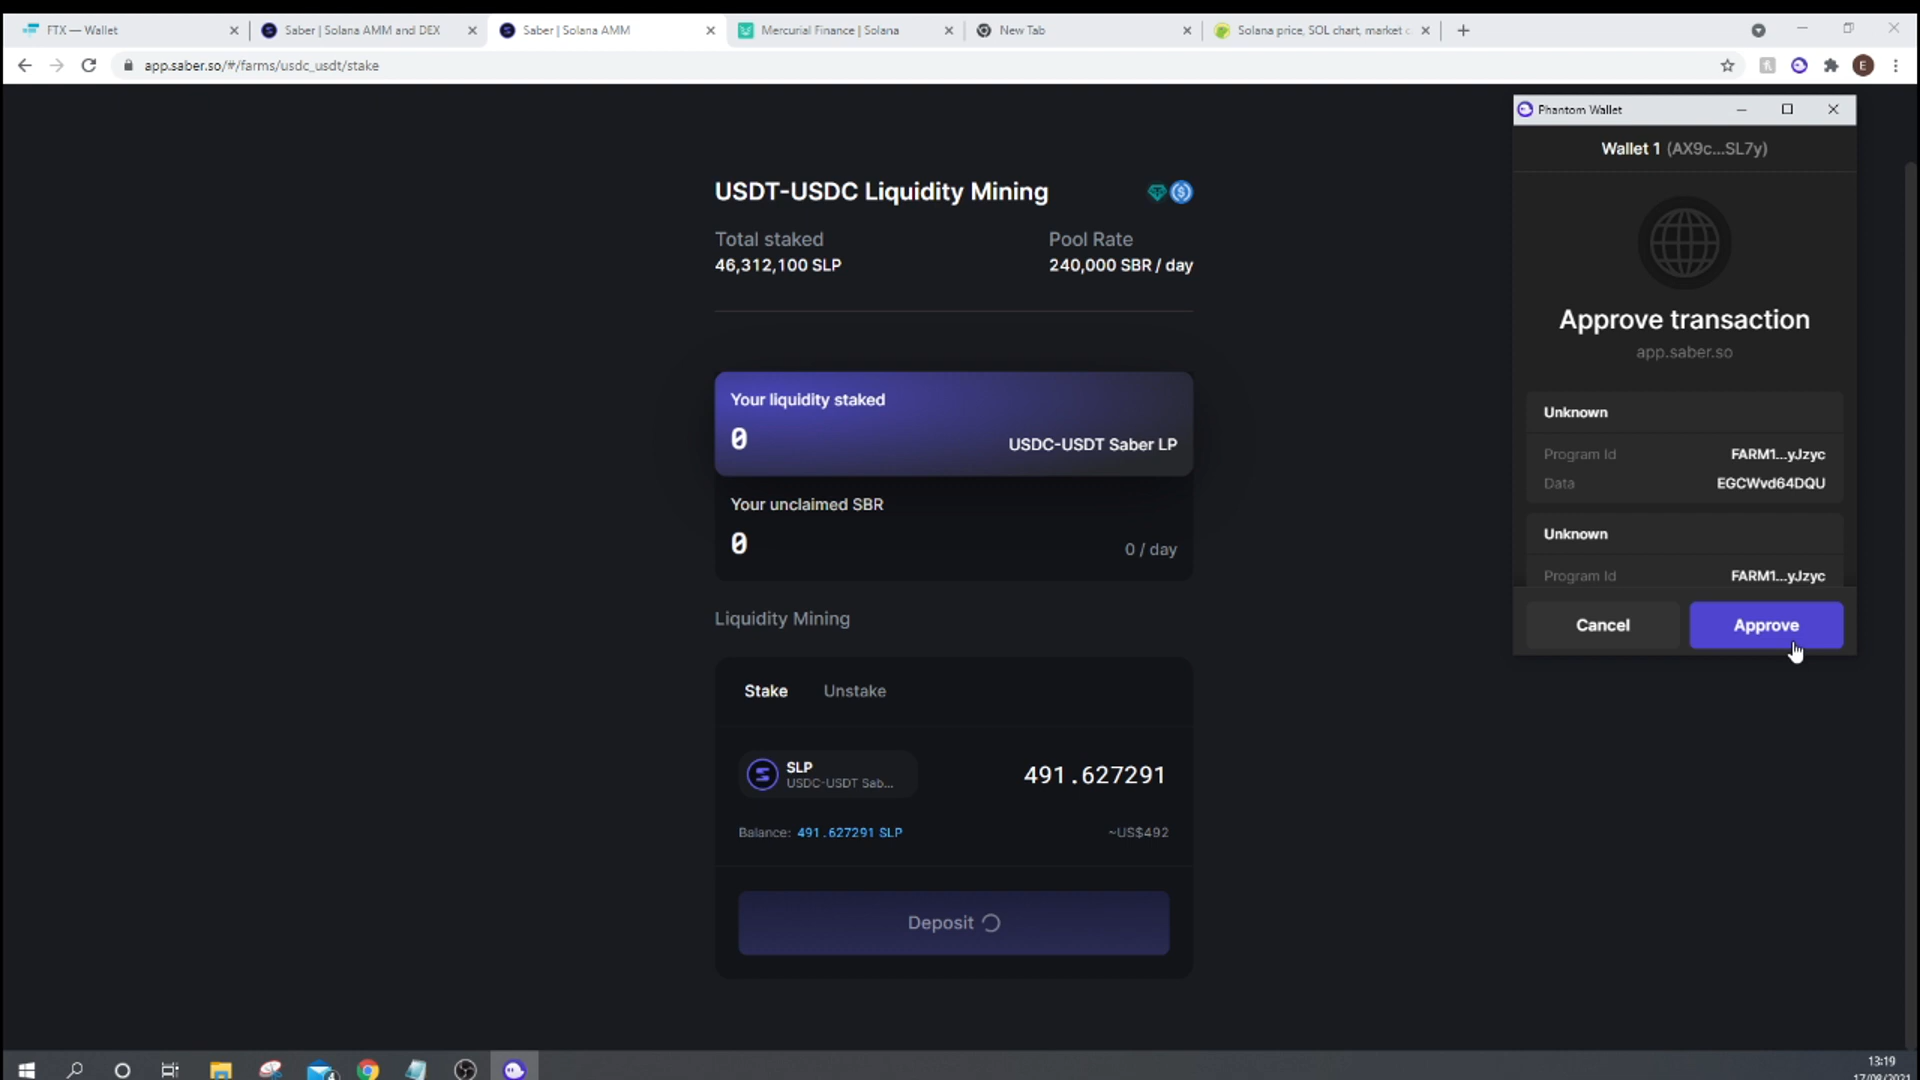 FTX — Wallet
Saber | Solana AMM and DEX
Saber | Solana AMM
Mercurial Finance | Solana
New Tab
Solana price, SOL chart, market c
app.saber.so/#/farms/usdc_usdt/stake
E
Phantom Wallet
Wallet 1 (AX9c...SL7y)
USDT-USDC Liquidity Mining
Total staked
Pool Rate
46,312,100 SLP
240,000 SBR / day
Approve transaction
app.saber.so
Your liquidity staked
0
USDC-USDT Saber LP
Unknown
Program Id
FARM1...yJzyc
Data
EGCWvd64DQU
Your unclaimed SBR
0
0 / day
Unknown
Program Id
FARM1...yJzyc
Cancel
Approve
Liquidity Mining
Stake
Unstake
SLP
USDC-USDT Sab...
491.627291
Balance: 491.627291 SLP
~US$492
Deposit
4
13:19
17/08/2021